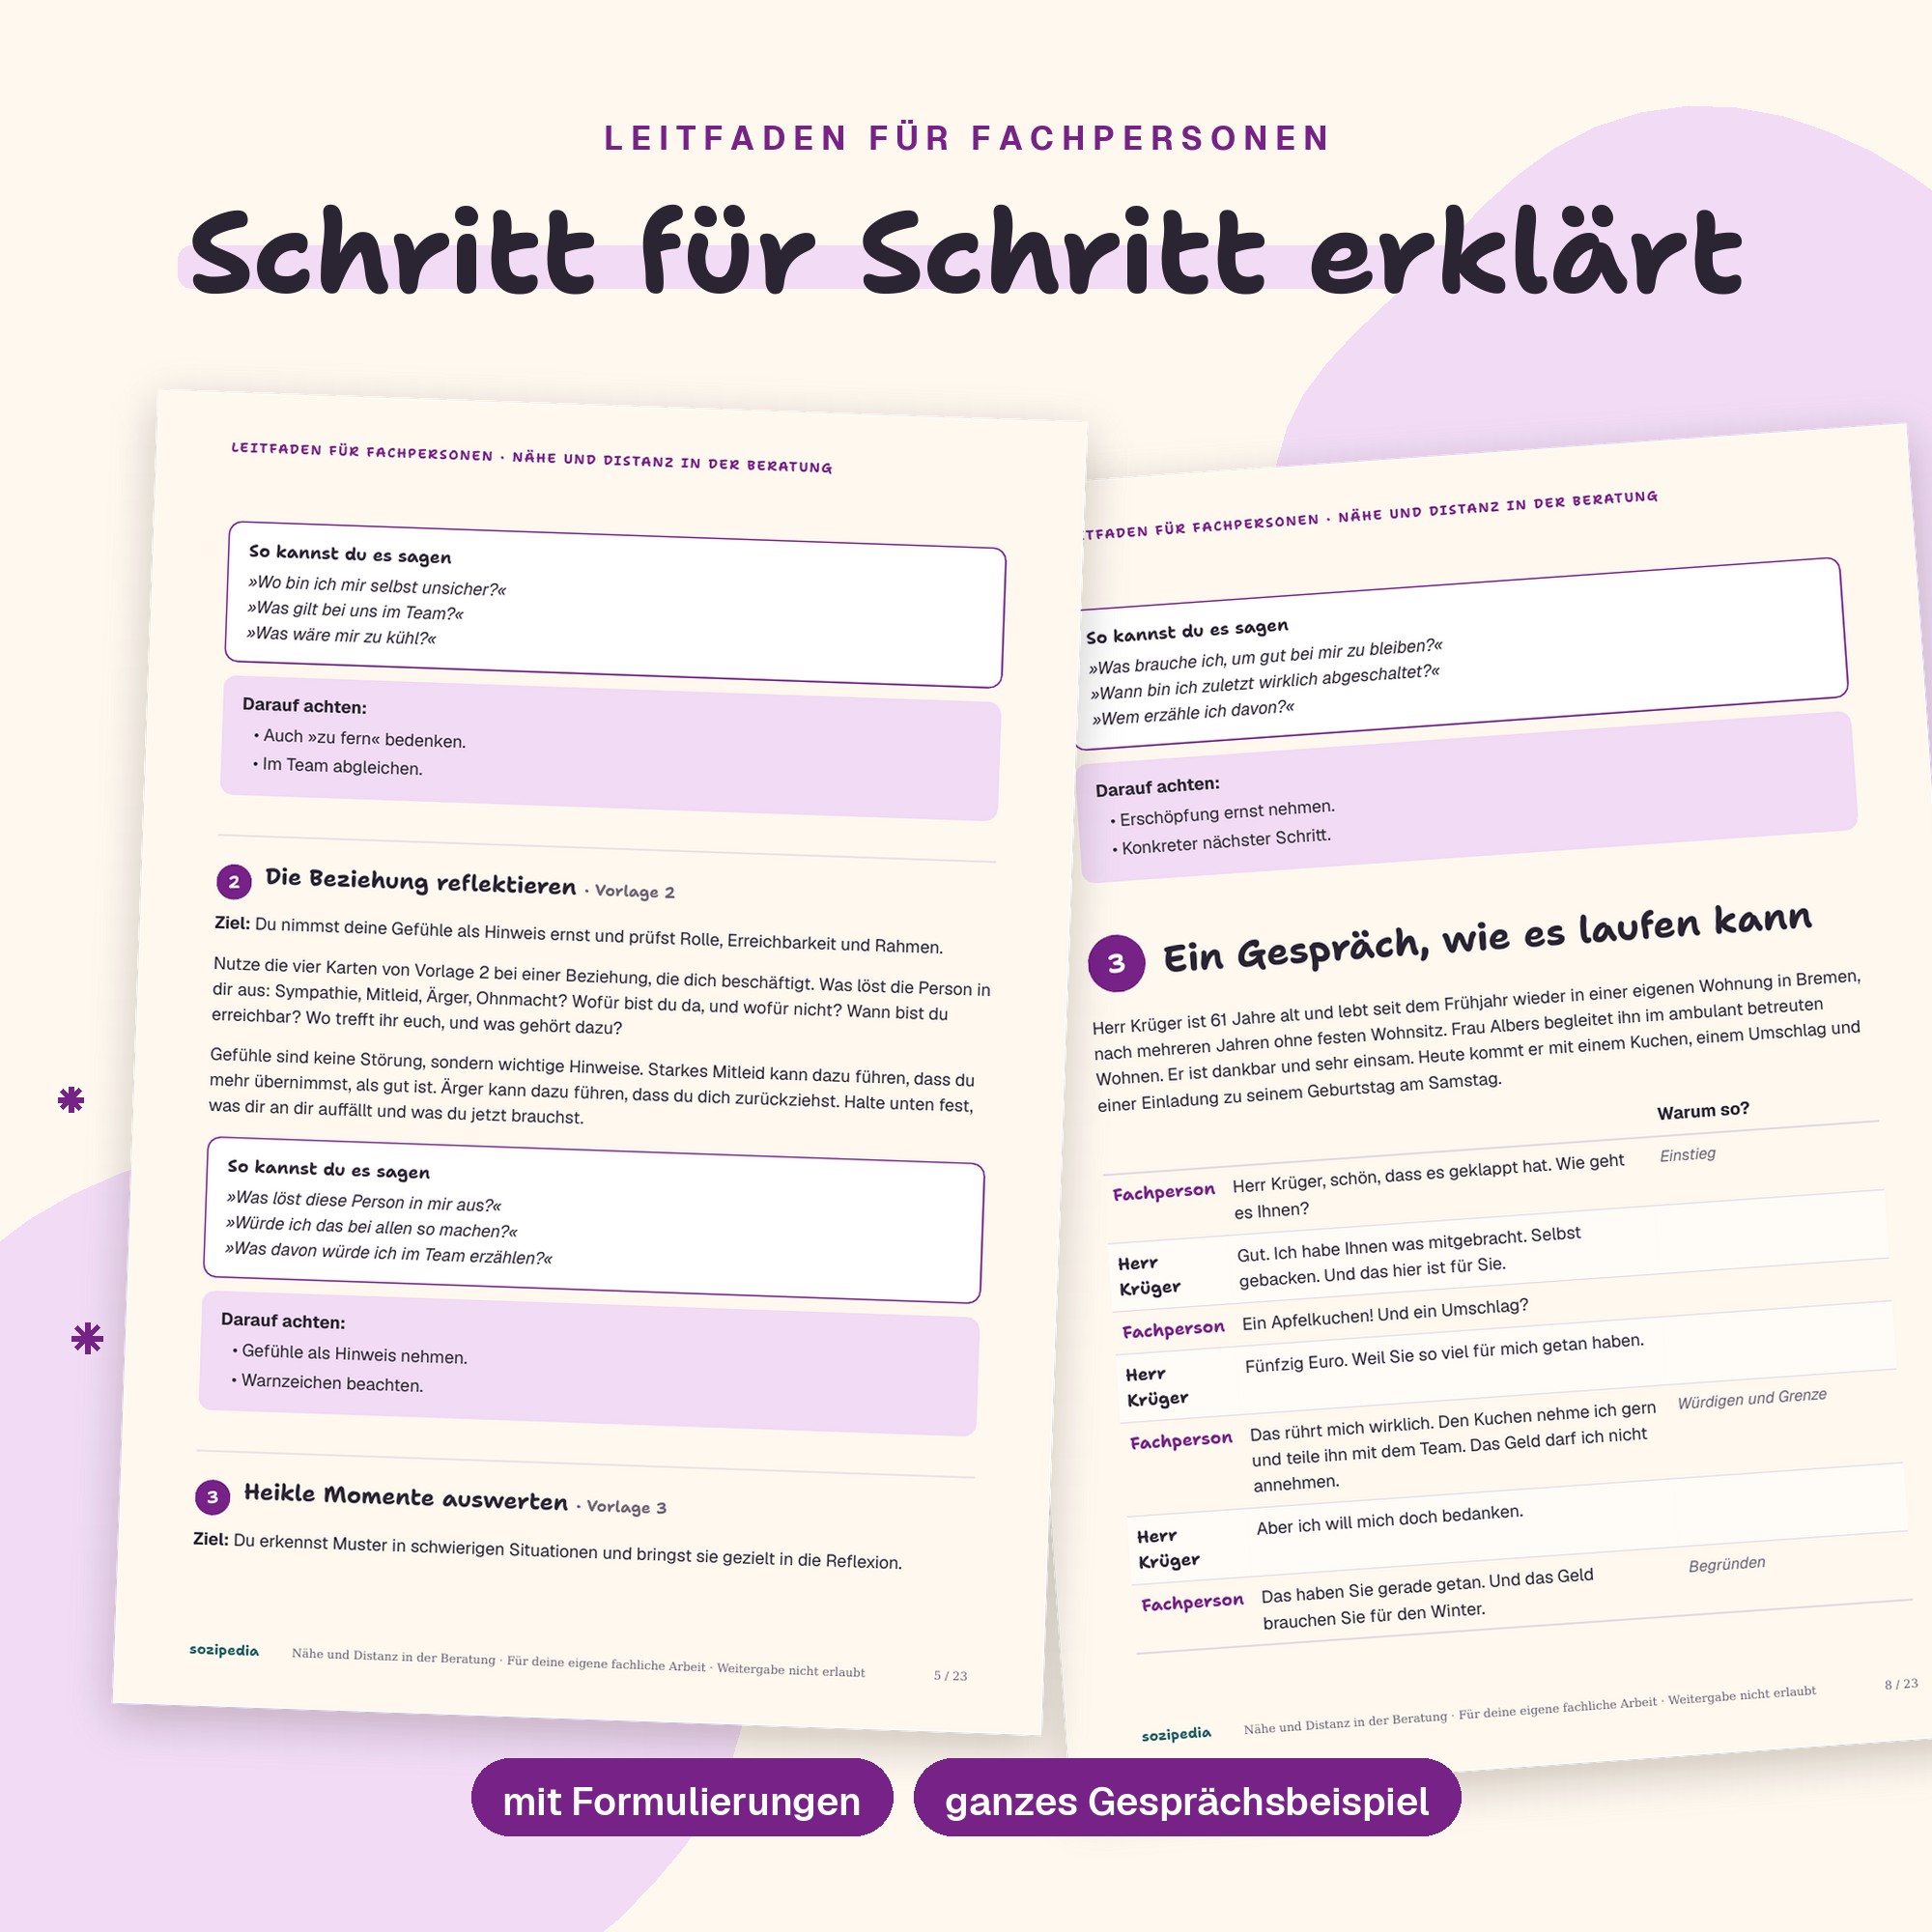 LEITFADEN FÜR FACHPERSONEN
Schritt für Schritt erklärt
LEITFADEN FÜR FACHPERSONEN · NÄHE UND DISTANZ IN DER BERATUNG
So kannst du es sagen
»Wo bin ich mir selbst unsicher?«
»Was gilt bei uns im Team?«
»Was wäre mir zu kühl?«
Darauf achten:
• Auch »zu fern« bedenken.
• Im Team abgleichen.
2 Die Beziehung reflektieren · Vorlage 2
Ziel: Du nimmst deine Gefühle als Hinweis ernst und prüfst Rolle, Erreichbarkeit und Rahmen.
Nutze die vier Karten von Vorlage 2 bei einer Beziehung, die dich beschäftigt. Was löst die Person in
dir aus: Sympathie, Mitleid, Ärger, Ohnmacht? Wofür bist du da, und wofür nicht? Wann bist du
erreichbar? Wo trefft ihr euch, und was gehört dazu?
Gefühle sind keine Störung, sondern wichtige Hinweise. Starkes Mitleid kann dazu führen, dass du
mehr übernimmst, als gut ist. Ärger kann dazu führen, dass du dich zurückziehst. Halte unten fest,
was dir an dir auffällt und was du jetzt brauchst.
So kannst du es sagen
»Was löst diese Person in mir aus?«
»Würde ich das bei allen so machen?«
»Was davon würde ich im Team erzählen?«
Darauf achten:
• Gefühle als Hinweis nehmen.
• Warnzeichen beachten.
3 Heikle Momente auswerten · Vorlage 3
Ziel: Du erkennst Muster in schwierigen Situationen und bringst sie gezielt in die Reflexion.
sozipedia Nähe und Distanz in der Beratung · Für deine eigene fachliche Arbeit · Weitergabe nicht erlaubt 5 / 23
TFADEN FÜR FACHPERSONEN · NÄHE UND DISTANZ IN DER BERATUNG
So kannst du es sagen
»Was brauche ich, um gut bei mir zu bleiben?«
»Wann bin ich zuletzt wirklich abgeschaltet?«
»Wem erzähle ich davon?«
Darauf achten:
• Erschöpfung ernst nehmen.
• Konkreter nächster Schritt.
3 Ein Gespräch, wie es laufen kann
Herr Krüger ist 61 Jahre alt und lebt seit dem Frühjahr wieder in einer eigenen Wohnung in Bremen,
nach mehreren Jahren ohne festen Wohnsitz. Frau Albers begleitet ihn im ambulant betreuten
Wohnen. Er ist dankbar und sehr einsam. Heute kommt er mit einem Kuchen, einem Umschlag und
einer Einladung zu seinem Geburtstag am Samstag.
Warum so?
Fachperson Herr Krüger, schön, dass es geklappt hat. Wie geht Einstieg
es Ihnen?
Herr Gut. Ich habe Ihnen was mitgebracht. Selbst
Krüger gebacken. Und das hier ist für Sie.
Fachperson Ein Apfelkuchen! Und ein Umschlag?
Herr Fünfzig Euro. Weil Sie so viel für mich getan haben.
Krüger
Fachperson Das rührt mich wirklich. Den Kuchen nehme ich gern Würdigen und Grenze
und teile ihn mit dem Team. Das Geld darf ich nicht
annehmen.
Herr Aber ich will mich doch bedanken.
Krüger
Fachperson Das haben Sie gerade getan. Und das Geld Begründen
brauchen Sie für den Winter.
sozipedia Nähe und Distanz in der Beratung · Für deine eigene fachliche Arbeit · Weitergabe nicht erlaubt 8 / 23
mit Formulierungen
ganzes Gesprächsbeispiel